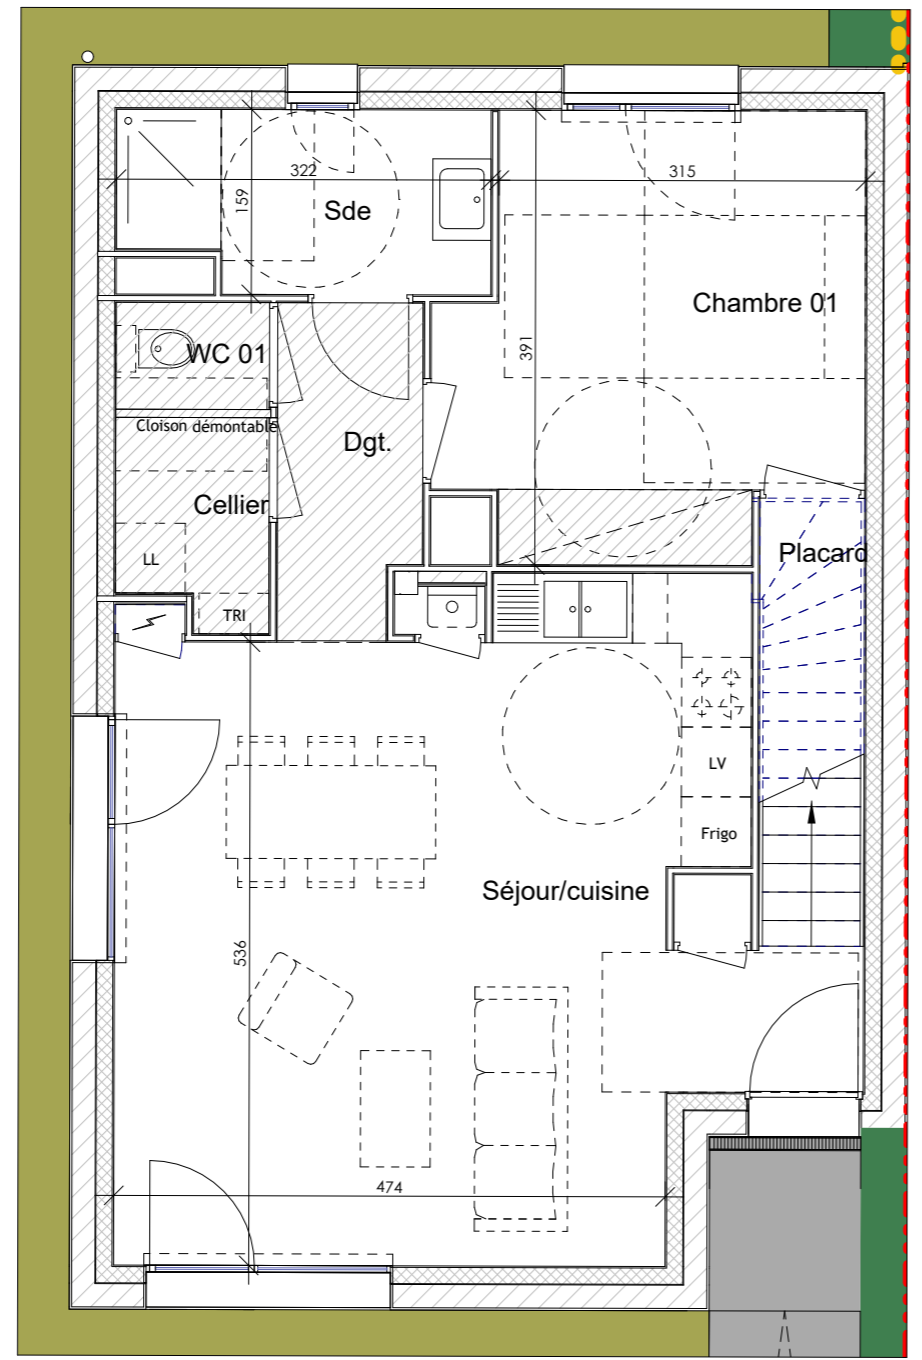 322
315
159
Sde
Chambre 01
391
WC 01
Cloison démontable
Dgt.
Cellier
Placard
LL
TRI
LV
Frigo
Séjour/cuisine
536
474